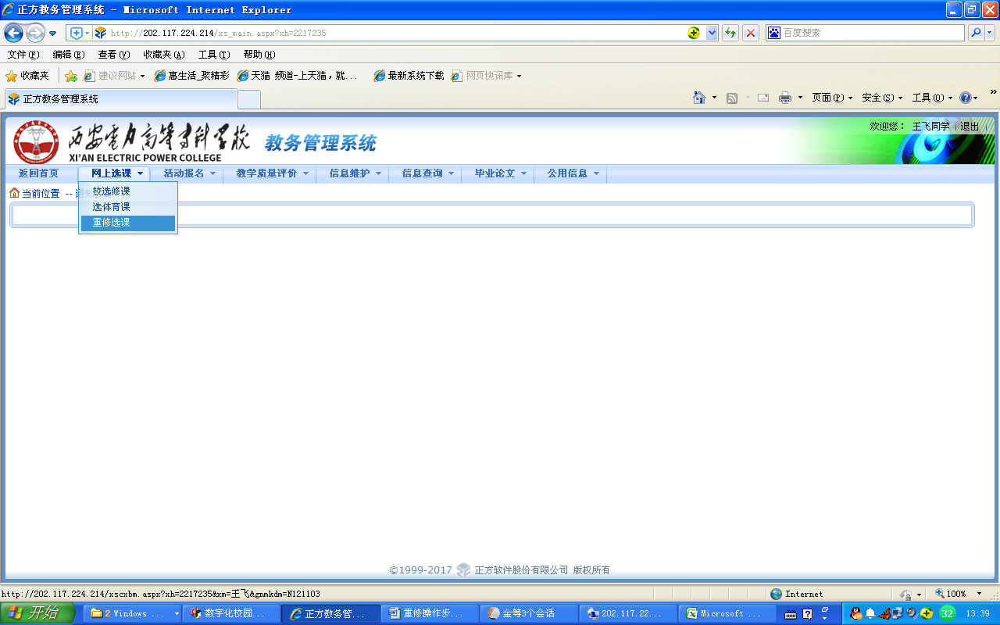 正方教务管理系统 - Microsoft Internet Explorer
http://202.117.224.214/xs_main.aspx?xh=2217235
百度搜索
文件(F) 编辑(E) 查看(V) 收藏夹(A) 工具(T) 帮助(H)
收藏夹 建议网站 惠生活_聚精彩 天猫 频道-上天猫，就... 最新系统下载 网页快讯库
正方教务管理系统
页面(P) 安全(S) 工具(O)
西安电力高等专科学校
XI'AN ELECTRIC POWER COLLEGE
教务管理系统
欢迎您： 王飞同学 退出
返回首页 网上选课 活动报名 教学质量评价 信息维护 信息查询 毕业论文 公用信息
当前位置 -- 通知
校选修课
选体育课
重修选课
©1999-2017 正方软件股份有限公司 版权所有
http://202.117.224.214/xscxbm.aspx?xh=2217235&xm=王飞&gnmkdm=N121103
Internet
100%
开始
2 Windows ...
数字化校园...
正方教务管...
重修操作步...
金等3个会话
202.117.22...
Microsoft ...
32
13:39